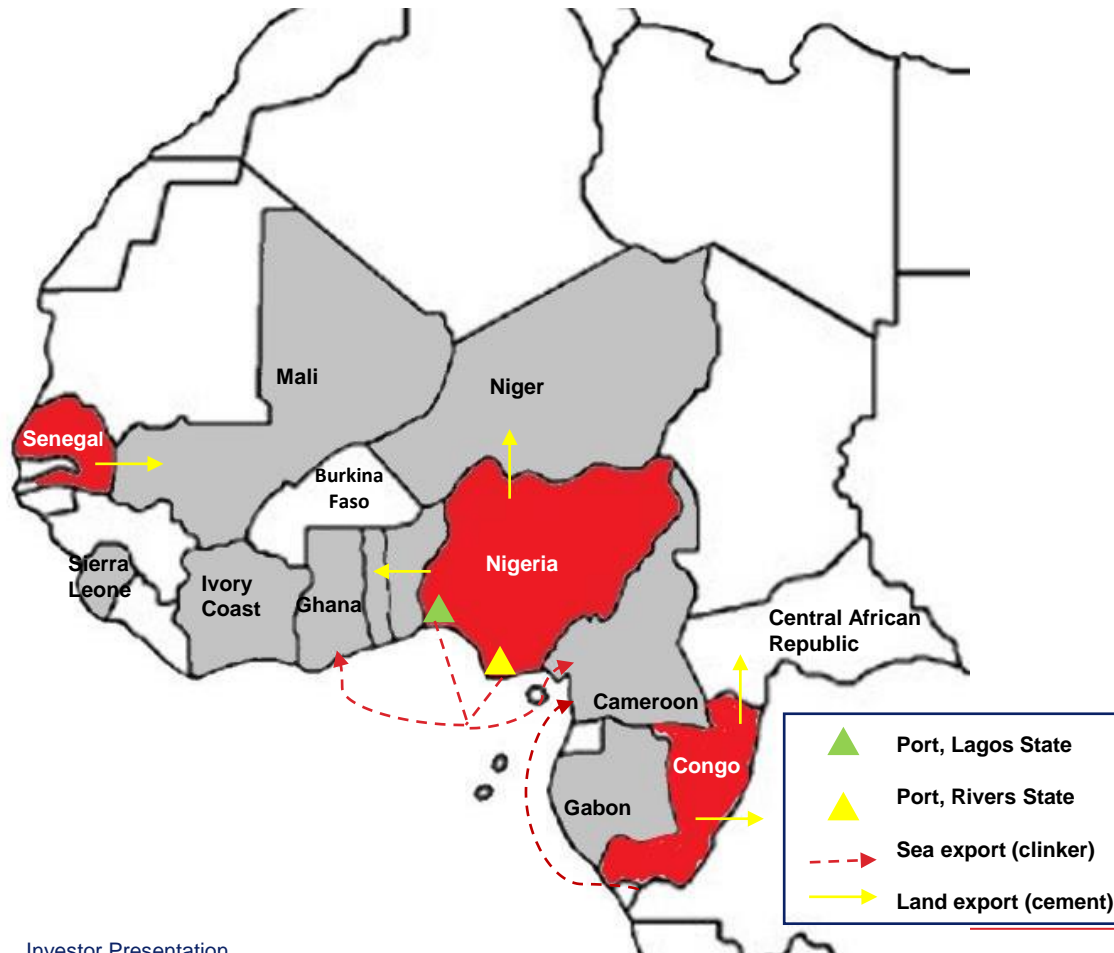 Mali
Niger
Senegal
Burkina
Faso
Nigeria
Sierra
Leone
Ivory
Coast
Ghana
Central African
Republic
Cameroon
Congo
Gabon
Port, Lagos State
Port, Rivers State
Sea export (clinker)
Land export (cement)
Investor Presentation